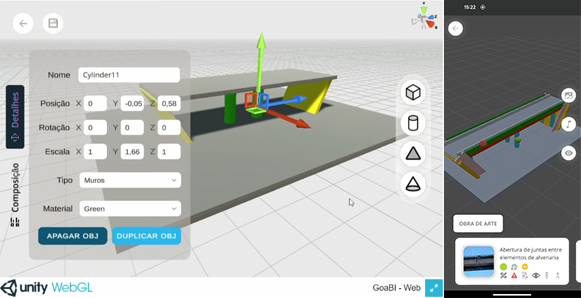 Nome Cylinder11
Posição X 0 Y -0,05 Z 0,58
Rotação X 0 Y 0 Z 0
Escala X 1 Y 1,66 Z 1
Tipo Muros
Material Green
APAGAR OBJ DUPLICAR OBJ
Detalhes
Composição
unity WebGL
GoaBI - Web
15:22
OBRA DE ARTE
Abertura de juntas entre
elementos de alvenaria